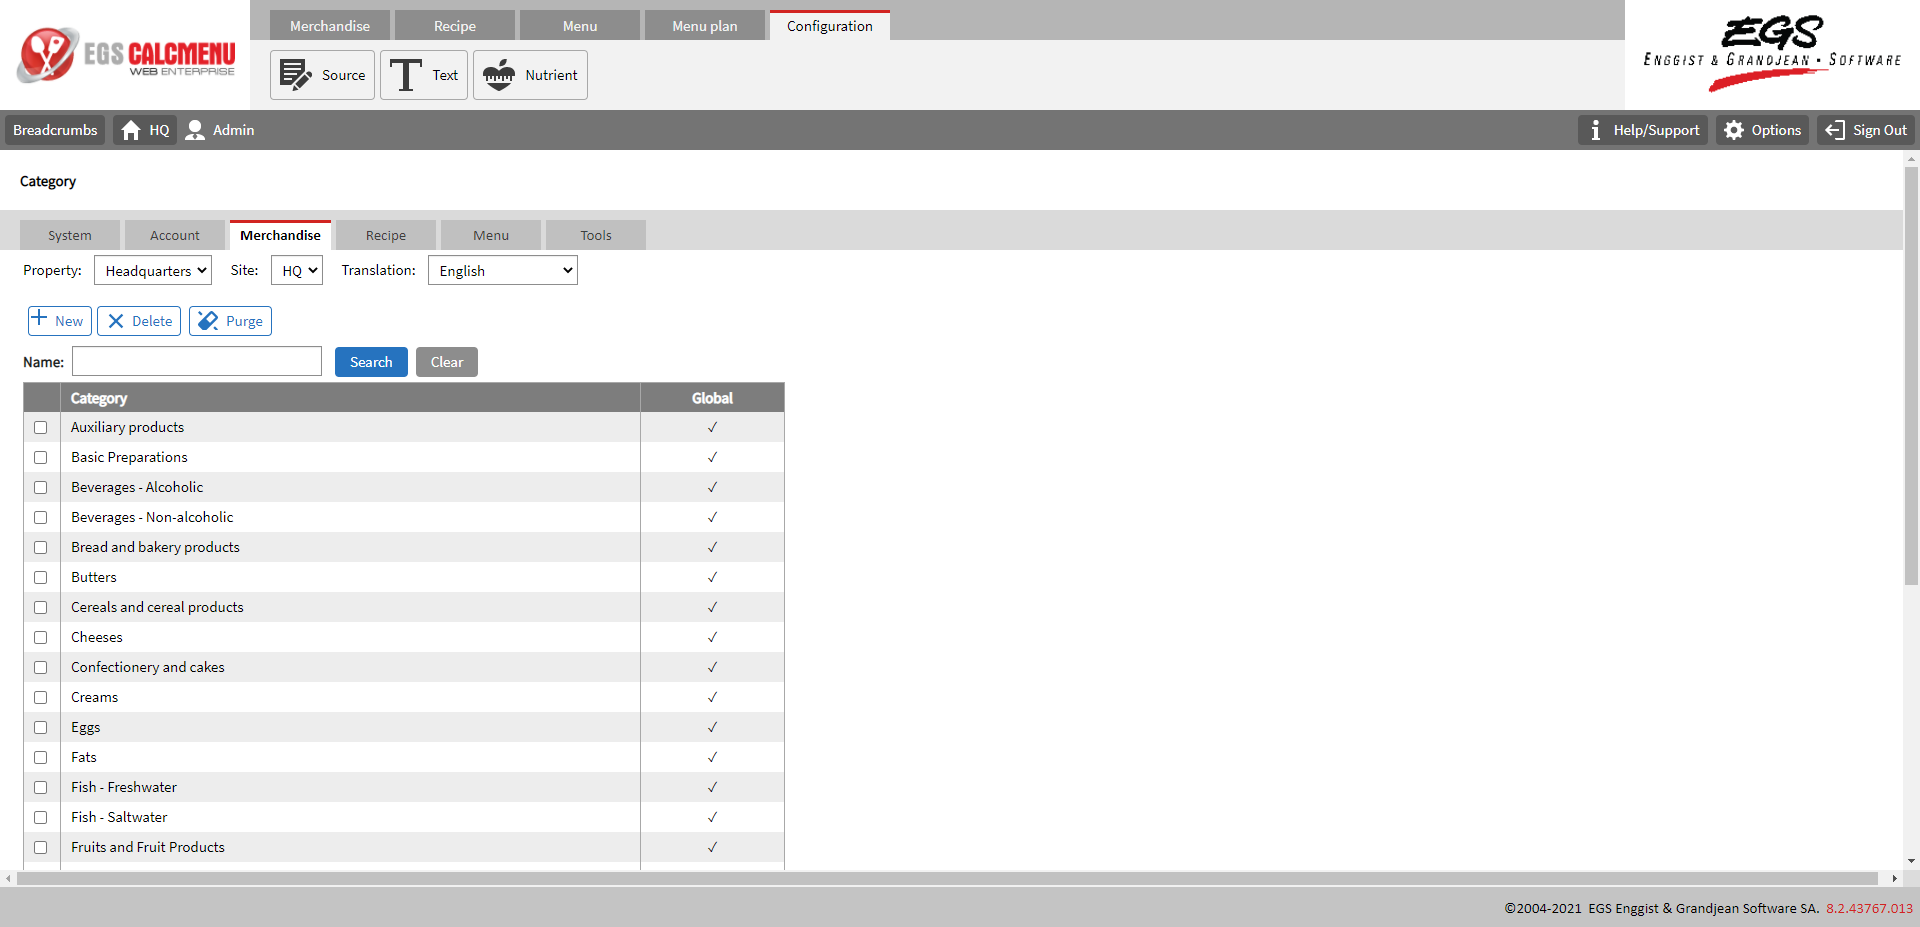 EGS CALCMENU
WEB ENTERPRISE
Merchandise Recipe Menu Menu plan Configuration
Source Text Nutrient
EGS
ENGGIST & GRANDJEAN • SOFTWARE
Breadcrumbs HQ Admin Help/Support Options Sign Out
Category
System Account Merchandise Recipe Menu Tools
Property: Headquarters Site: HQ Translation: English
New Delete Purge
Name: Search Clear
Category Global
Auxiliary products ✓
Basic Preparations ✓
Beverages - Alcoholic ✓
Beverages - Non-alcoholic ✓
Bread and bakery products ✓
Butters ✓
Cereals and cereal products ✓
Cheeses ✓
Confectionery and cakes ✓
Creams ✓
Eggs ✓
Fats ✓
Fish - Freshwater ✓
Fish - Saltwater ✓
Fruits and Fruit Products ✓
©2004-2021 EGS Enggist & Grandjean Software SA. 8.2.43767.013